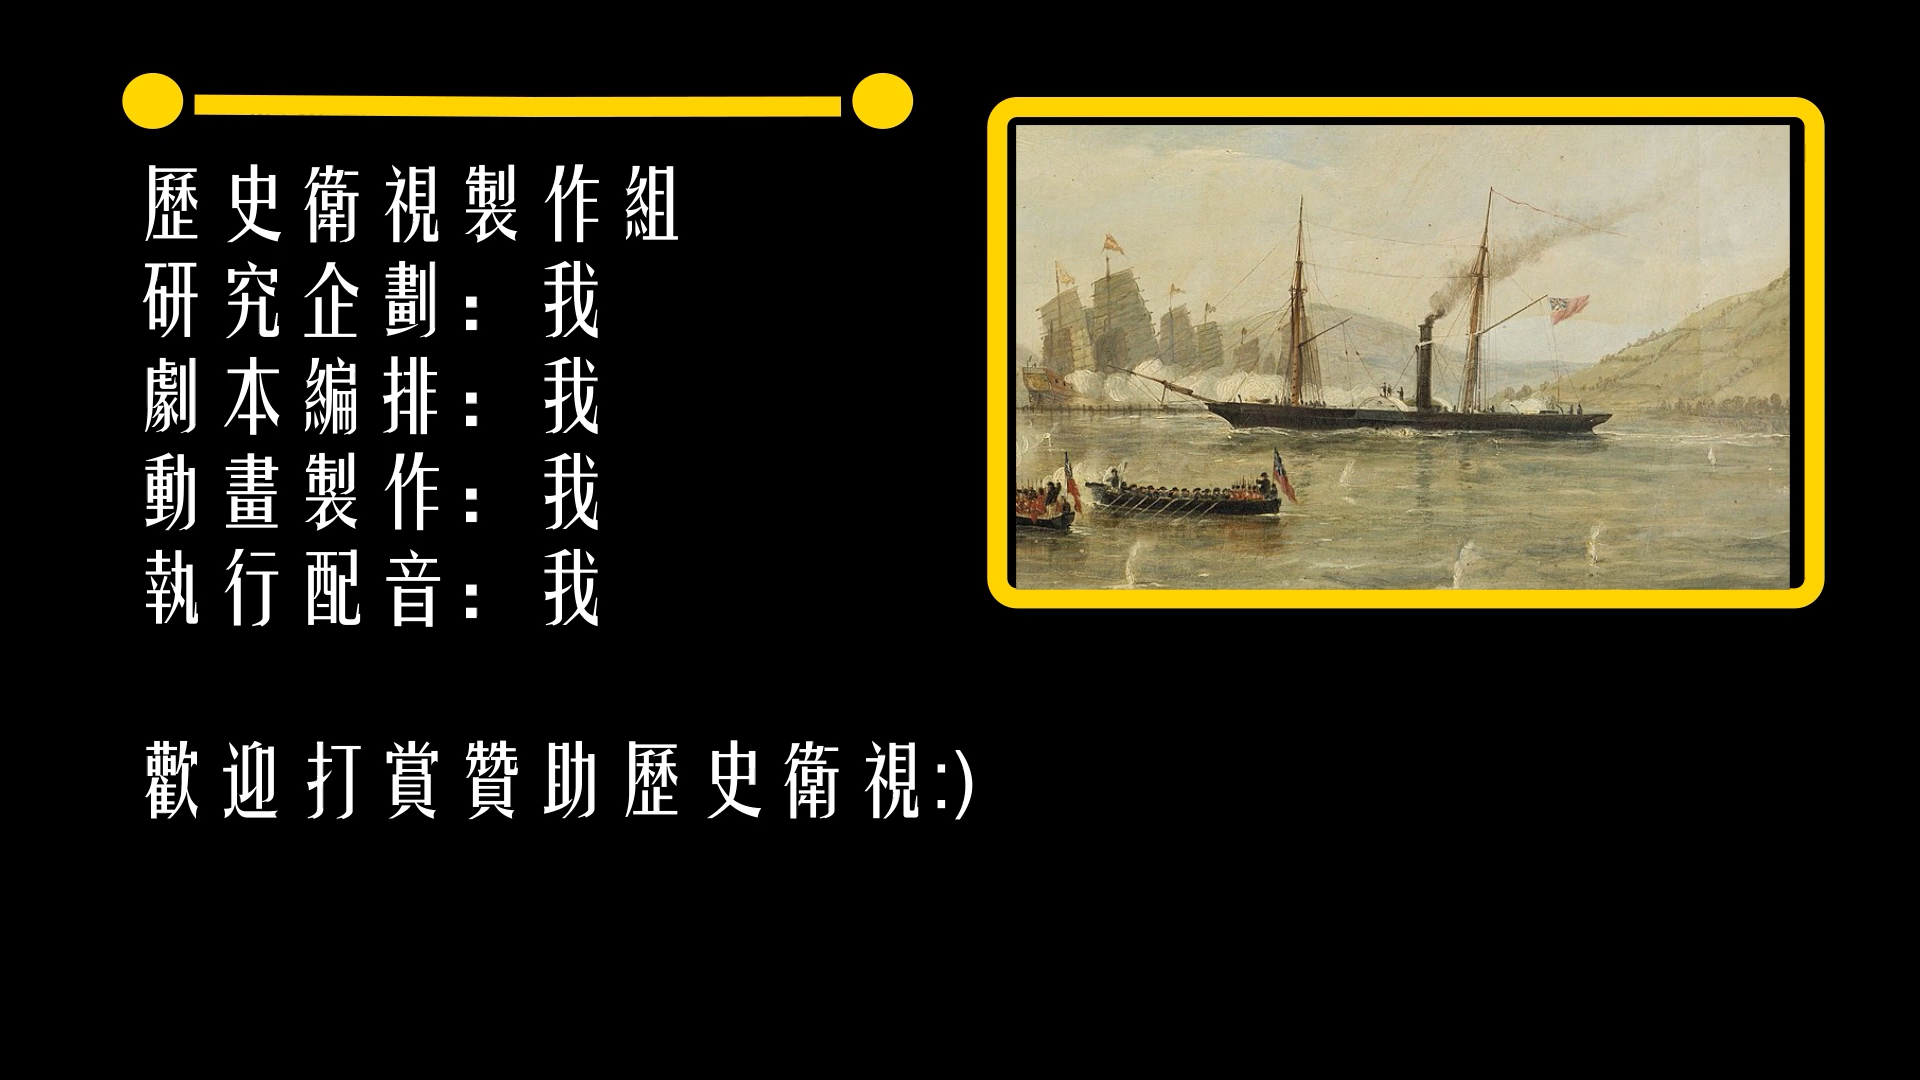 歷史衛視製作組
研究企劃： 我
劇本編排： 我
動畫製作： 我
執行配音： 我
歡迎打賞贊助歷史衛視:)